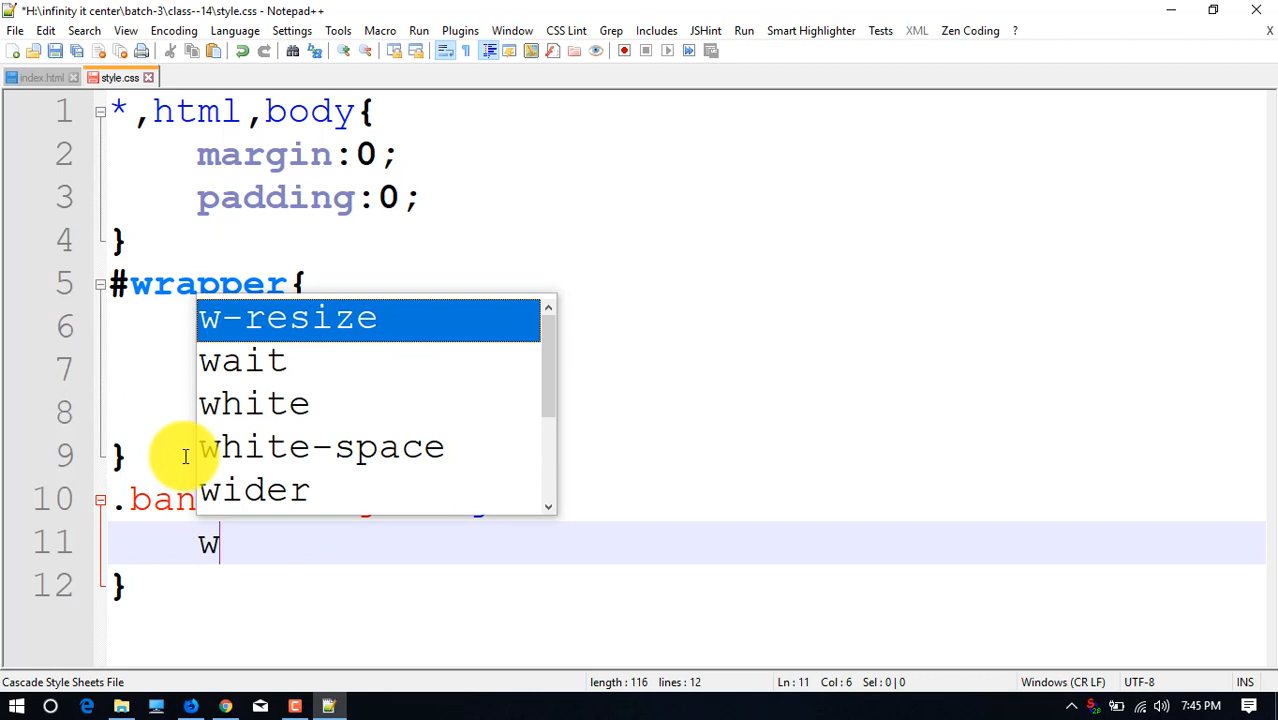 *H:\infinity it center\batch-3\class--14\style.css - Notepad++
File Edit Search View Encoding Language Settings Tools Macro Run Plugins Window CSS Lint Grep Includes JSHint Run Smart Highlighter Tests XML Zen Coding ? X
index.html style.css
1 *,html,body{
2 margin:0;
3 padding:0;
4 }
5 #wrapper{
6 w-resize
7 wait
8 white
9 } white-space
10 .ban wider
11 w
12 }
Cascade Style Sheets File length : 116 lines : 12 Ln : 11 Col : 6 Sel : 0 | 0 Windows (CR LF) UTF-8 INS
7:45 PM